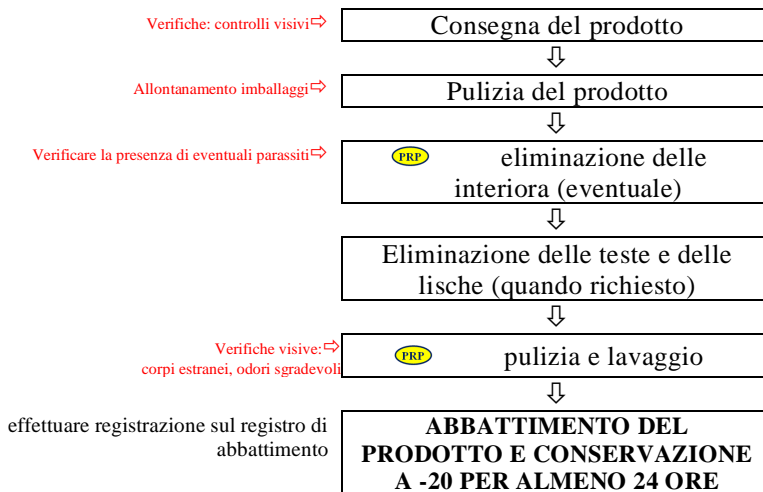 Verifiche: controlli visivi⇨
Consegna del prodotto
Allontanamento imballaggi⇨
Pulizia del prodotto
Verificare la presenza di eventuali parassiti⇨
PRP eliminazione delle
interiora (eventuale)
Eliminazione delle teste e delle
lische (quando richiesto)
Verifiche visive:⇨
corpi estranei, odori sgradevoli
PRP pulizia e lavaggio
effettuare registrazione sul registro di
abbattimento
ABBATTIMENTO DEL
PRODOTTO E CONSERVAZIONE
A -20 PER ALMENO 24 ORE